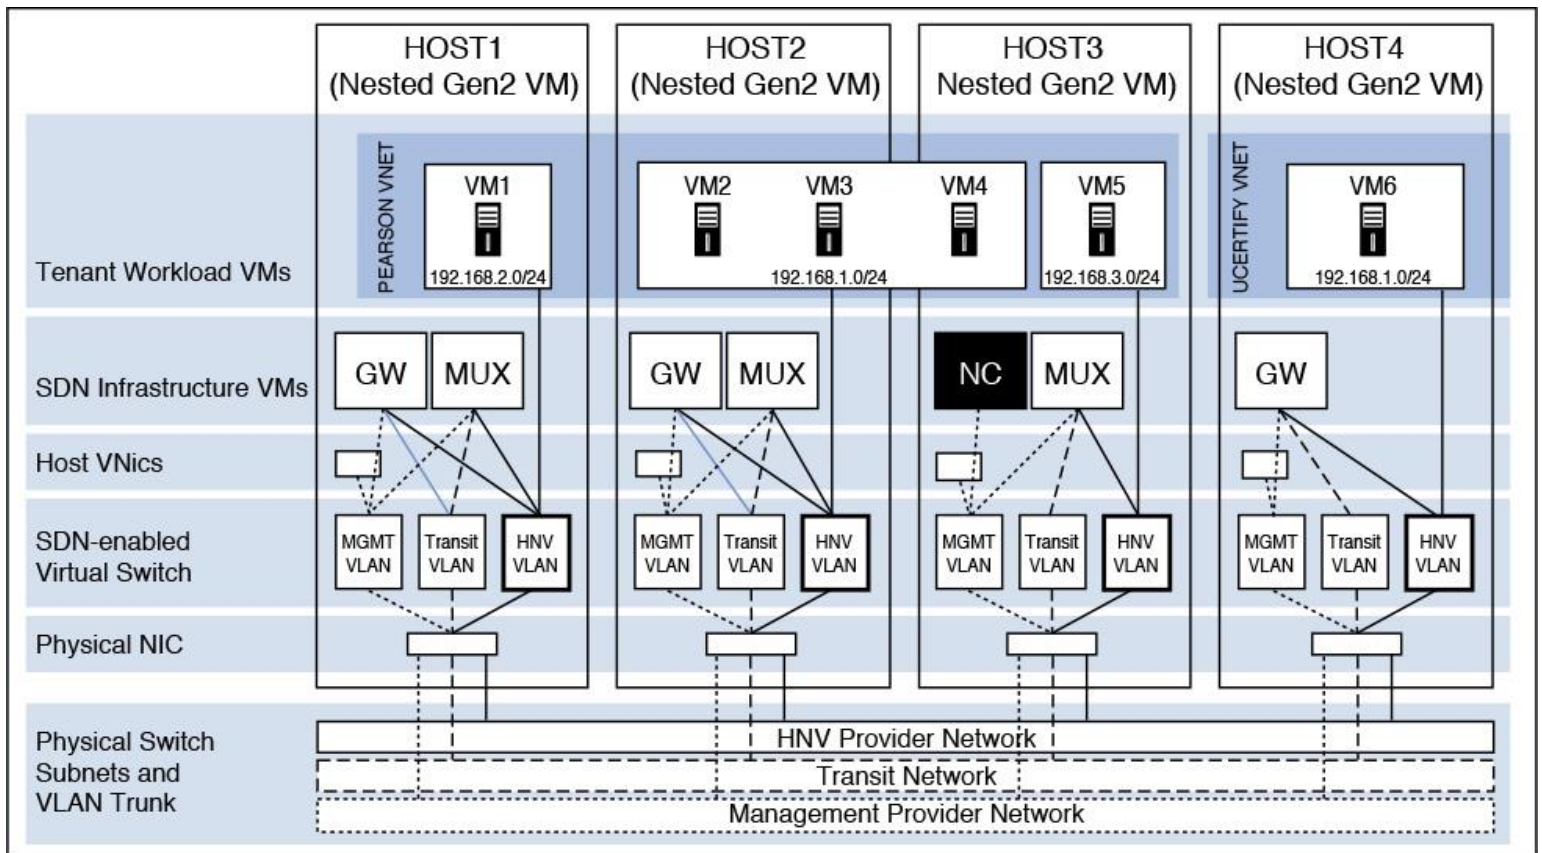 HOST1
(Nested Gen2 VM)
HOST2
(Nested Gen2 VM)
HOST3
Nested Gen2 VM)
HOST4
(Nested Gen2 VM)
Tenant Workload VMs
PEARSON VNET
VM1
192.168.2.0/24
VM2
VM3
VM4
192.168.1.0/24
VM5
192.168.3.0/24
UCERTIFY VNET
VM6
192.168.1.0/24
SDN Infrastructure VMs
GW
MUX
GW
MUX
NC
MUX
GW
Host VNics
SDN-enabled
Virtual Switch
MGMT
VLAN
Transit
VLAN
HNV
VLAN
MGMT
VLAN
Transit
VLAN
HNV
VLAN
MGMT
VLAN
Transit
VLAN
HNV
VLAN
MGMT
VLAN
Transit
VLAN
HNV
VLAN
Physical NIC
Physical Switch
Subnets and
VLAN Trunk
HNV Provider Network
Transit Network
Management Provider Network